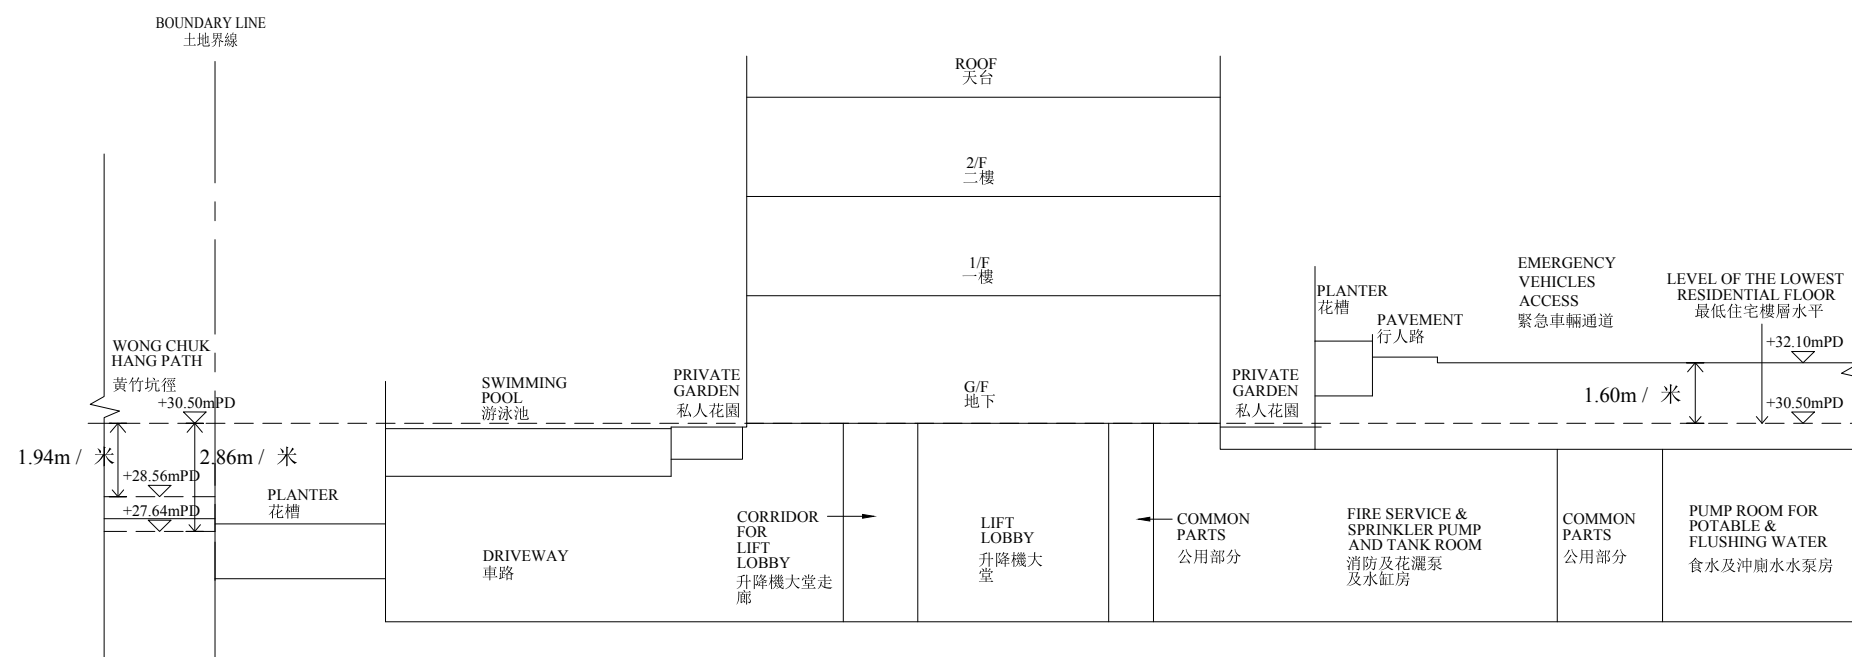 BOUNDARY LINE
土地界線
ROOF
天台
2/F
二樓
1/F
一樓
G/F
地下
WONG CHUK
HANG PATH
黃竹坑徑
+30.50mPD
1.94m / 米
2.86m / 米
+28.56mPD
+27.64mPD
PLANTER
花槽
SWIMMING
POOL
游泳池
PRIVATE
GARDEN
私人花園
DRIVEWAY
車路
CORRIDOR
FOR
LIFT
LOBBY
升降機大堂走
廊
LIFT
LOBBY
升降機大
堂
COMMON
PARTS
公用部分
PRIVATE
GARDEN
私人花園
PLANTER
花槽
PAVEMENT
行人路
EMERGENCY
VEHICLES
ACCESS
緊急車輛通道
LEVEL OF THE LOWEST
RESIDENTIAL FLOOR
最低住宅樓層水平
+32.10mPD
1.60m / 米
+30.50mPD
FIRE SERVICE &
SPRINKLER PUMP
AND TANK ROOM
消防及花灑泵
及水缸房
COMMON
PARTS
公用部分
PUMP ROOM FOR
POTABLE &
FLUSHING WATER
食水及沖廁水水泵房